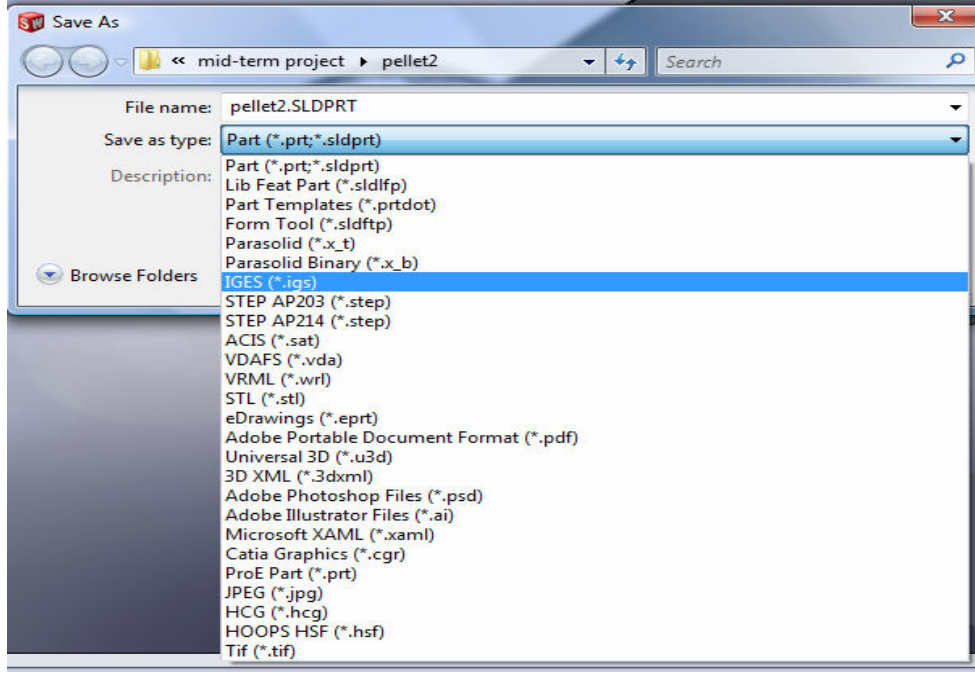 SW Save As
« mid-term project ▸ pellet2 Search
File name: pellet2.SLDPRT
Save as type: Part (*.prt;*.sldprt)
Description:
Browse Folders
Part (*.prt;*.sldprt)
Lib Feat Part (*.sldlfp)
Part Templates (*.prtdot)
Form Tool (*.sldftp)
Parasolid (*.x_t)
Parasolid Binary (*.x_b)
IGES (*.igs)
STEP AP203 (*.step)
STEP AP214 (*.step)
ACIS (*.sat)
VDAFS (*.vda)
VRML (*.wrl)
STL (*.stl)
eDrawings (*.eprt)
Adobe Portable Document Format (*.pdf)
Universal 3D (*.u3d)
3D XML (*.3dxml)
Adobe Photoshop Files (*.psd)
Adobe Illustrator Files (*.ai)
Microsoft XAML (*.xaml)
Catia Graphics (*.cgr)
ProE Part (*.prt)
JPEG (*.jpg)
HCG (*.hcg)
HOOPS HSF (*.hsf)
Tif (*.tif)